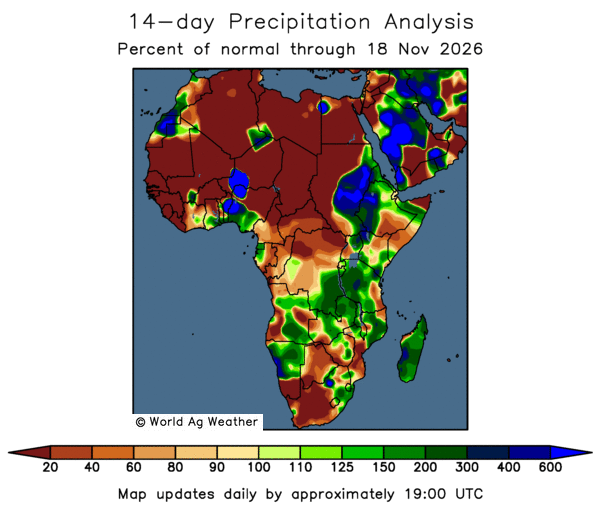 14-day Precipitation Analysis
Percent of normal through 18 Nov 2026
© World Ag Weather
20 40 60 80 90 100 110 125 150 200 300 400 600
Map updates daily by approximately 19:00 UTC